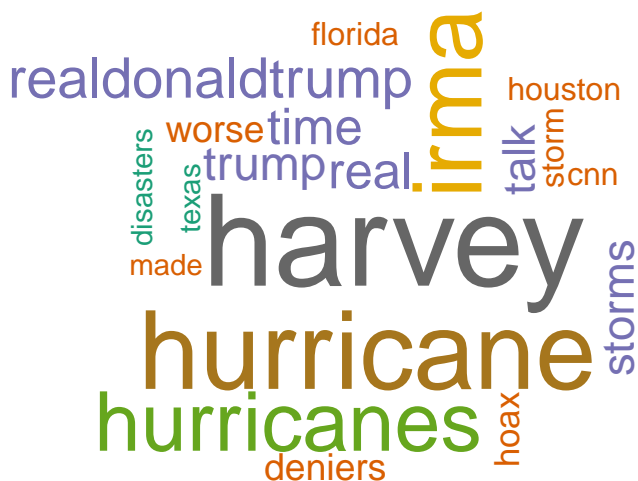 florida
irma
realdonaldtrump
houston
worse
time
talk
storm
disasters
texas
trump
real
cnn
harvey
made
storms
hurricane
hurricanes
hoax
deniers